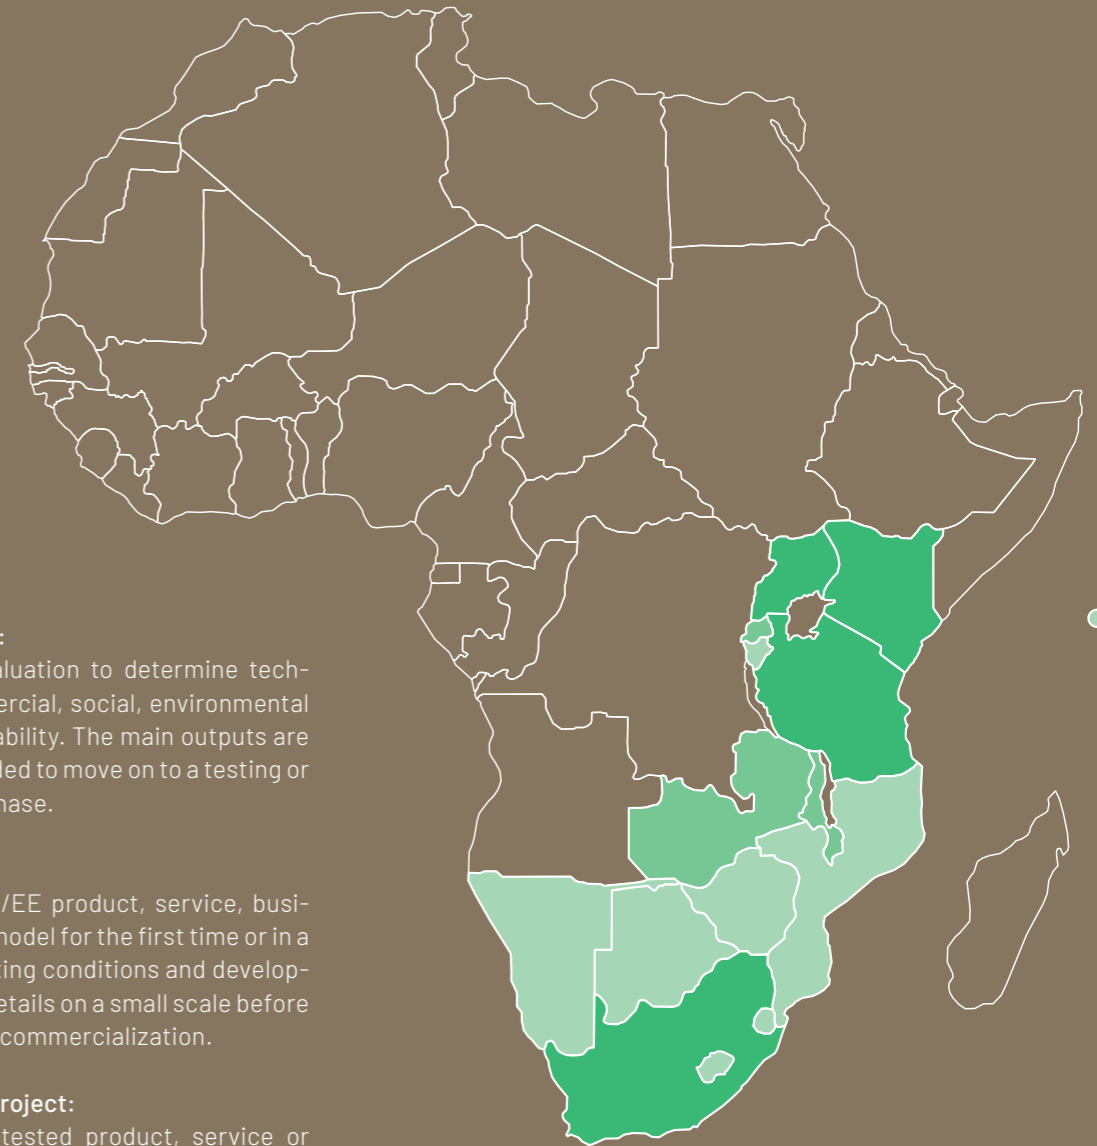 :
aluation to determine tech-
ercial, social, environmental
ability. The main outputs are
ded to move on to a testing or
hase.
/EE product, service, busi-
model for the first time or in a
ting conditions and develop-
etails on a small scale before
commercialization.
roject:
tested product, service or